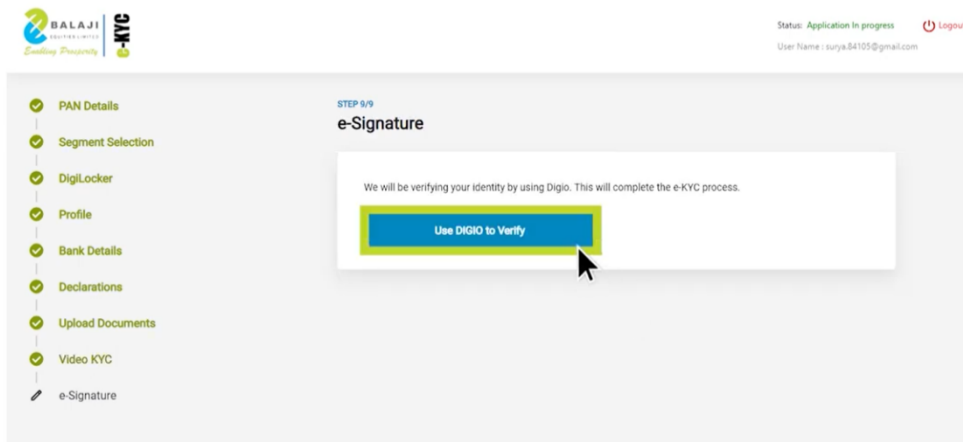 BALAJI
EQUITIES LIMITED
Enabling Prosperity
e-KYC
Status: Application In progress
Logou
User Name : surya.84105@gmail.com
PAN Details
Segment Selection
DigiLocker
Profile
Bank Details
Declarations
Upload Documents
Video KYC
e-Signature
STEP 9/9
e-Signature
We will be verifying your identity by using Digio. This will complete the e-KYC process.
Use DIGIO to Verify